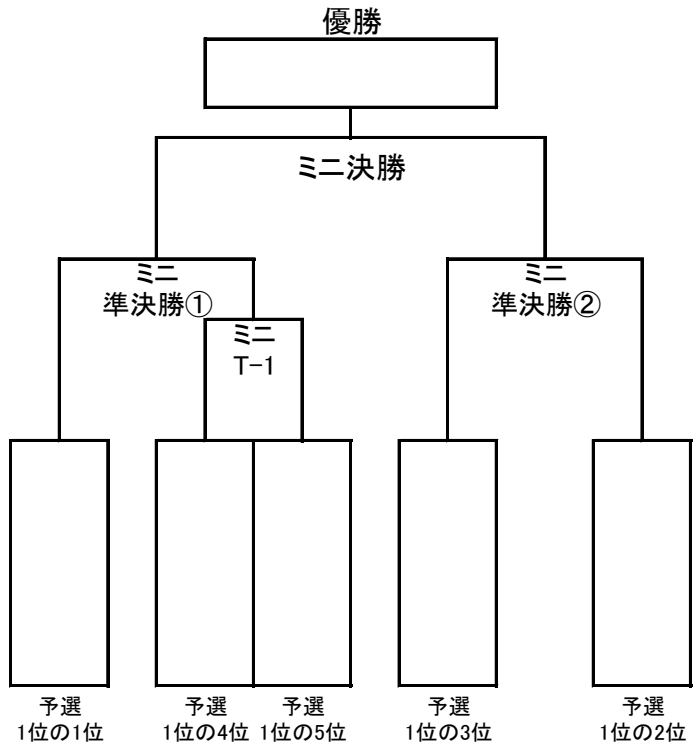 優勝
ミニ決勝
ミニ
準決勝①
ミニ
準決勝②
ミニ
T-1
予選
1位の1位
予選
1位の4位
予選
1位の5位
予選
1位の3位
予選
1位の2位